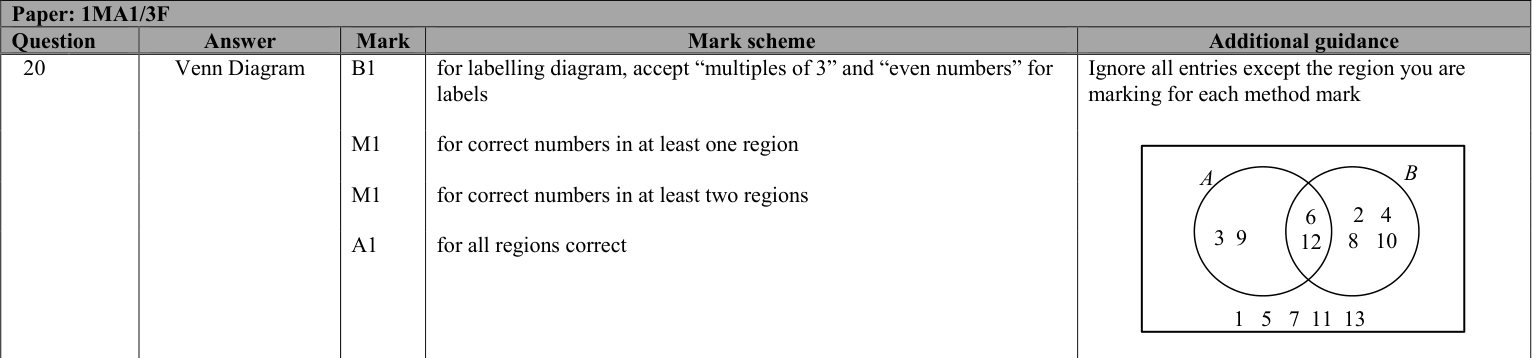 Paper: 1MA1/3F
Question Answer Mark Mark scheme Additional guidance
20 Venn Diagram B1 for labelling diagram, accept “multiples of 3” and “even numbers” for
labels
Ignore all entries except the region you are
marking for each method mark
M1 for correct numbers in at least one region
M1 for correct numbers in at least two regions
A1 for all regions correct
A B
6 2 4
3 9 12 8 10
1 5 7 11 13